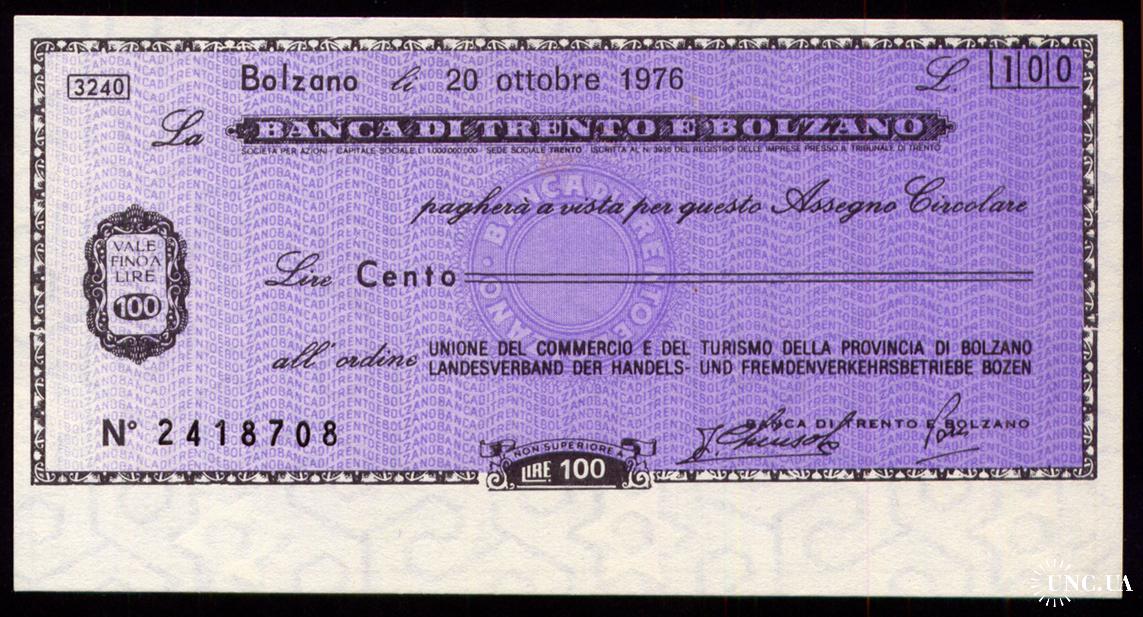 3240
Bolzano li 20 ottobre 1976 L. 100
La BANCA DI TRENTO E BOLZANO
SOCIETÀ PER AZIONI - CAPITALE SOCIALE L. 1.000.000.000 - SEDE SOCIALE TRENTO - ISCRITTA AL N. 3935 DEL REGISTRO DELLE IMPRESE PRESSO IL TRIBUNALE DI TRENTO
pagherà a vista per questo Assegno Circolare
VALE
FINO A
LIRE
100
Lire Cento
all'ordine UNIONE DEL COMMERCIO E DEL TURISMO DELLA PROVINCIA DI BOLZANO
LANDESVERBAND DER HANDELS- UND FREMDENVERKEHRSBETRIEBE BOZEN
N° 2418708
BANCA DI TRENTO E BOLZANO
NON SUPERIORE A
LIRE 100
UNC.UA